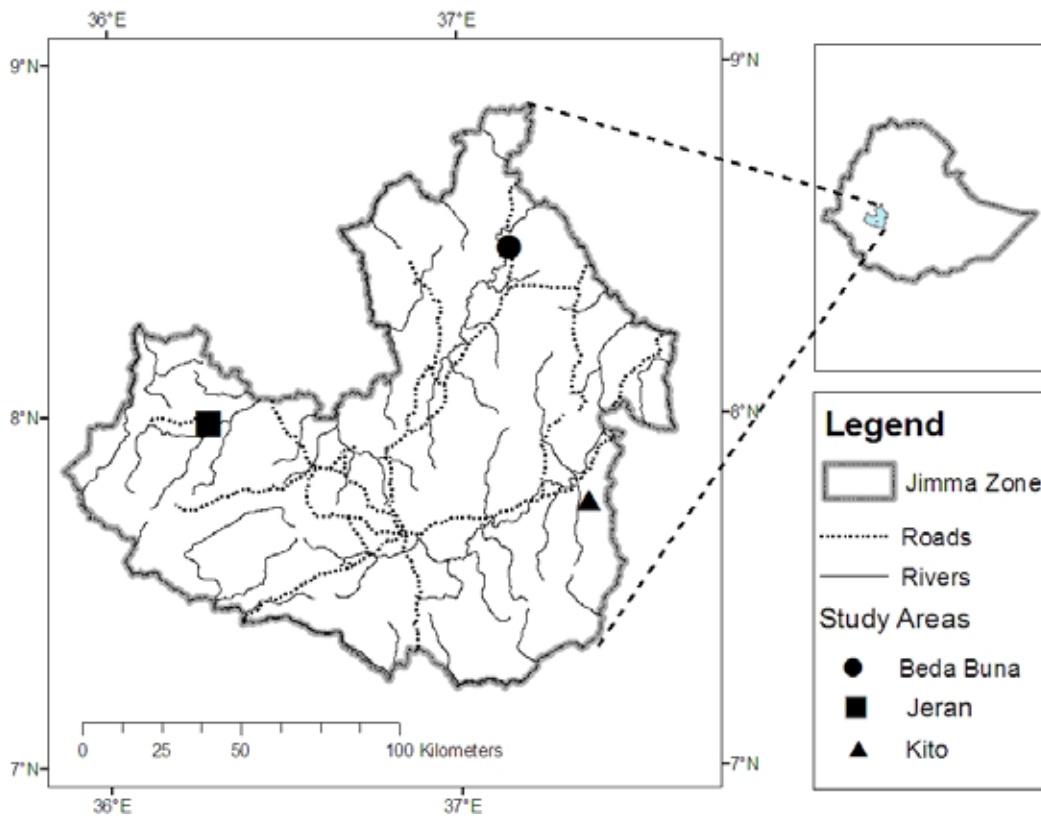 36°E 37°E
9°N 9°N
8°N 8°N
7°N 7°N
36°E 37°E
0 25 50 100 Kilometers
Legend
Jimma Zone
Roads
Rivers
Study Areas
Beda Buna
Jeran
Kito